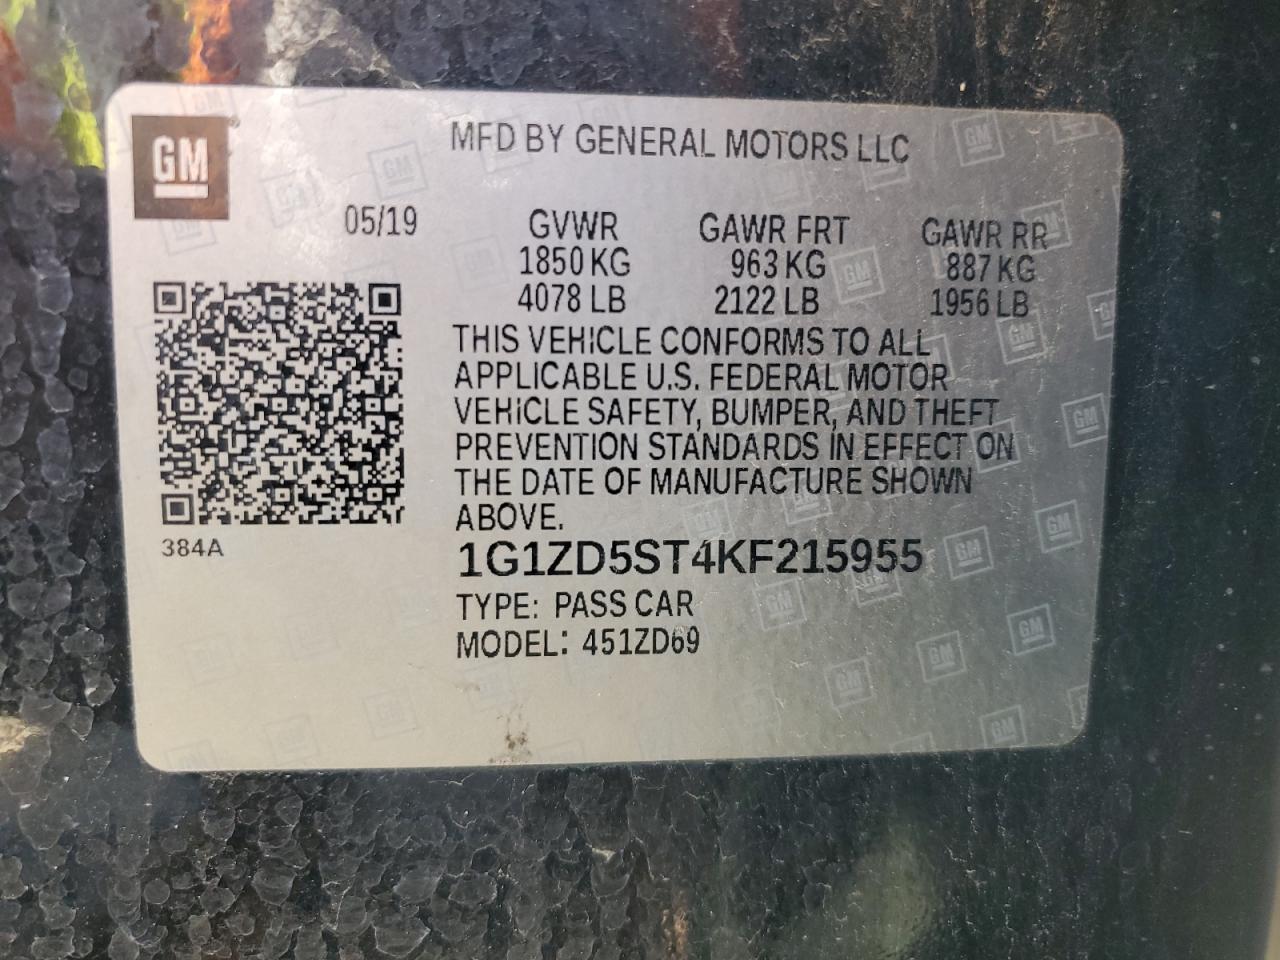 GM
MFD BY GENERAL MOTORS LLC
05/19
GVWR GAWR FRT GAWR RR
1850 KG 963 KG 887 KG
4078 LB 2122 LB 1956 LB
THIS VEHICLE CONFORMS TO ALL
APPLICABLE U.S. FEDERAL MOTOR
VEHICLE SAFETY, BUMPER, AND THEFT
PREVENTION STANDARDS IN EFFECT ON
THE DATE OF MANUFACTURE SHOWN
ABOVE.
384A
1G1ZD5ST4KF215955
TYPE: PASS CAR
MODEL: 451ZD69